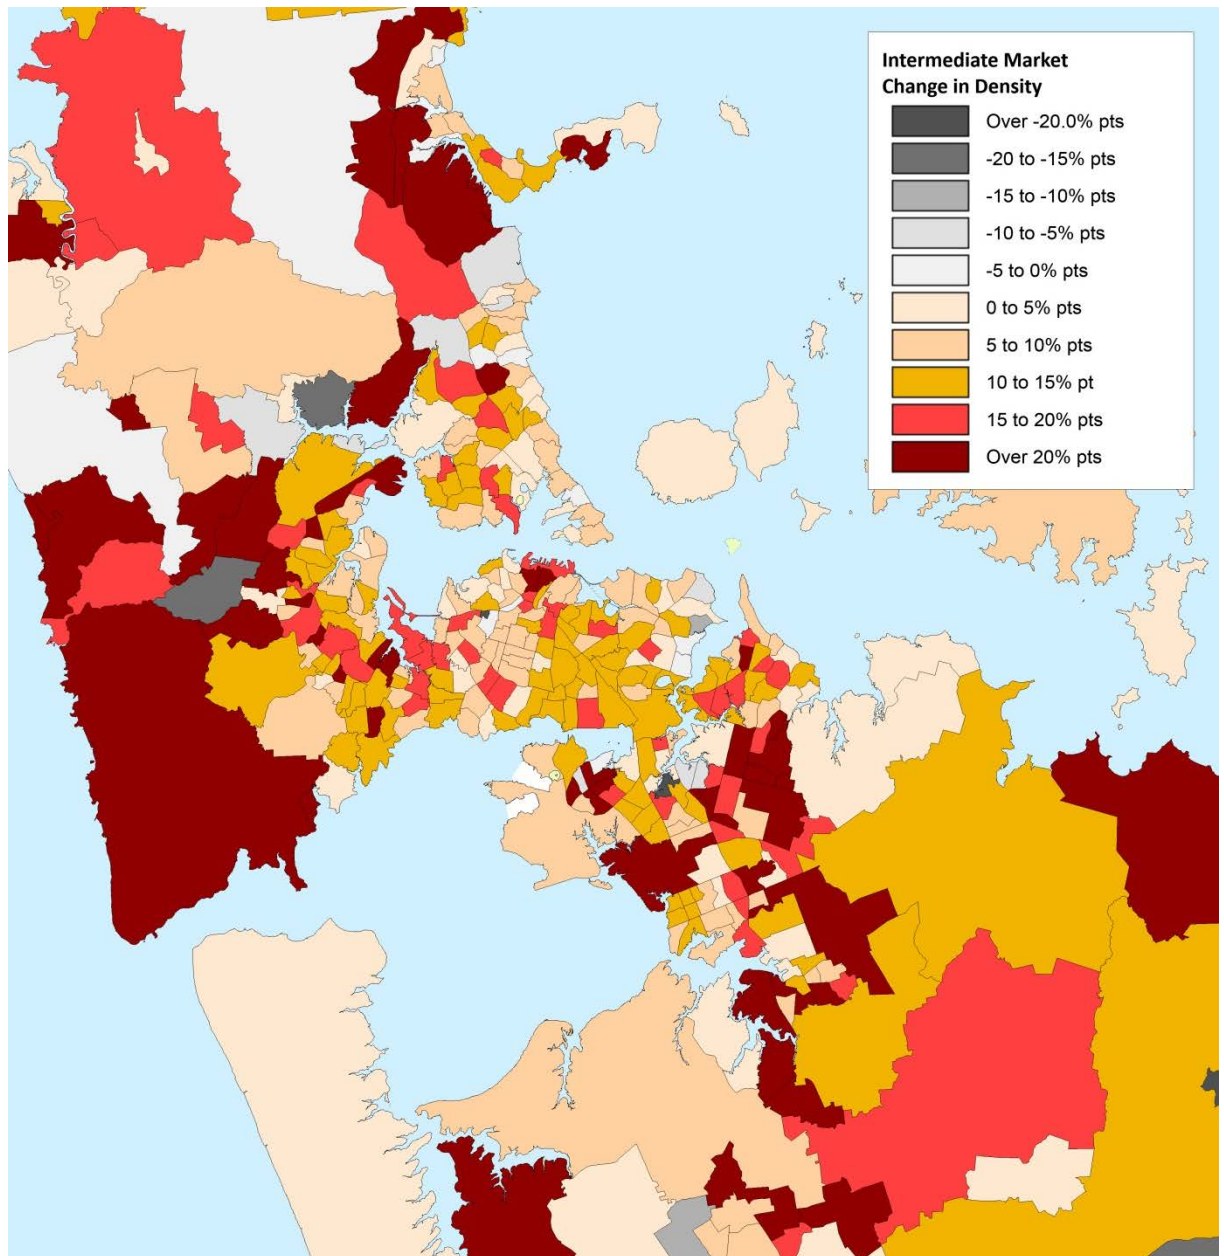 Intermediate Market
Change in Density
Over -20.0% pts
-20 to -15% pts
-15 to -10% pts
-10 to -5% pts
-5 to 0% pts
0 to 5% pts
5 to 10% pts
10 to 15% pt
15 to 20% pts
Over 20% pts